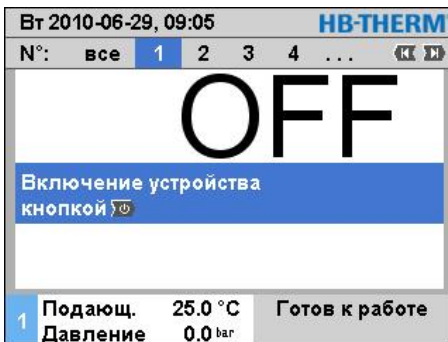 Вт 2010-06-29, 09:05 HB-THERM
N°: все 1 2 3 4 ...
OFF
Включение устройства
кнопкой
1 Подающ. 25.0 °C Готов к работе
Давление 0.0 bar